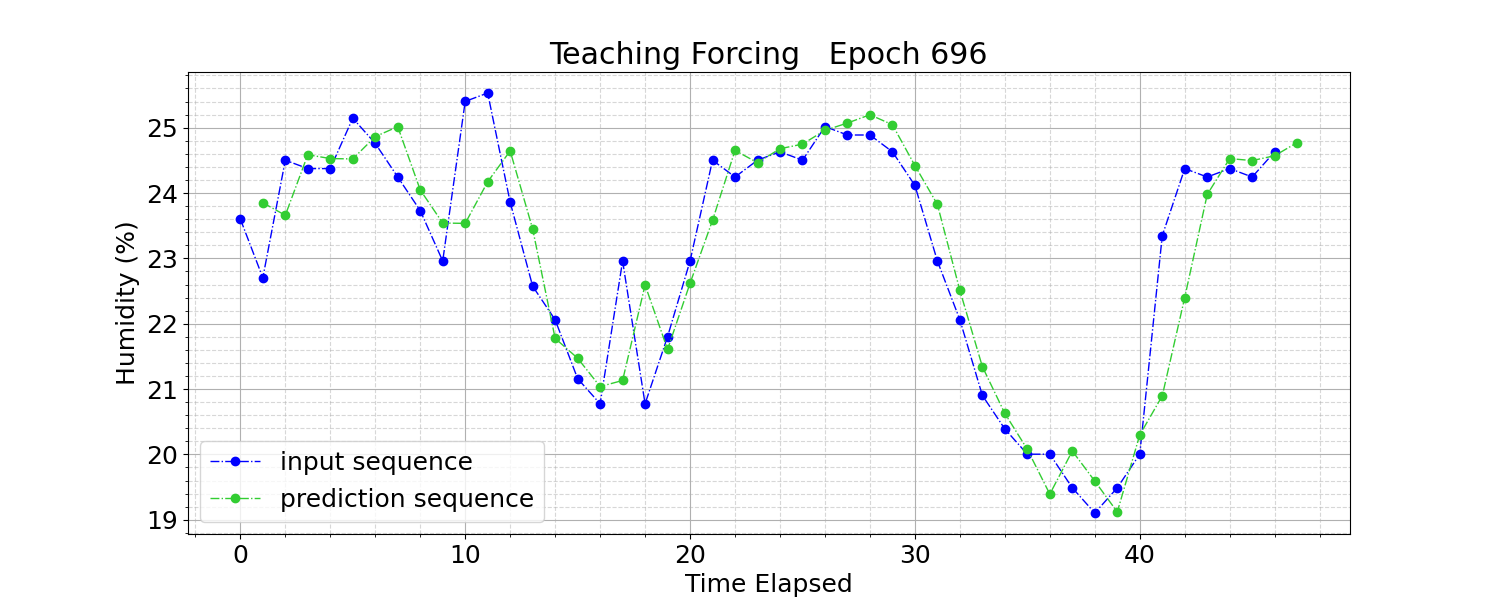 Teaching Forcing   Epoch 696
Humidity (%)
25
24
23
22
21
20
19
input sequence
prediction sequence
0 10 20 30 40
Time Elapsed